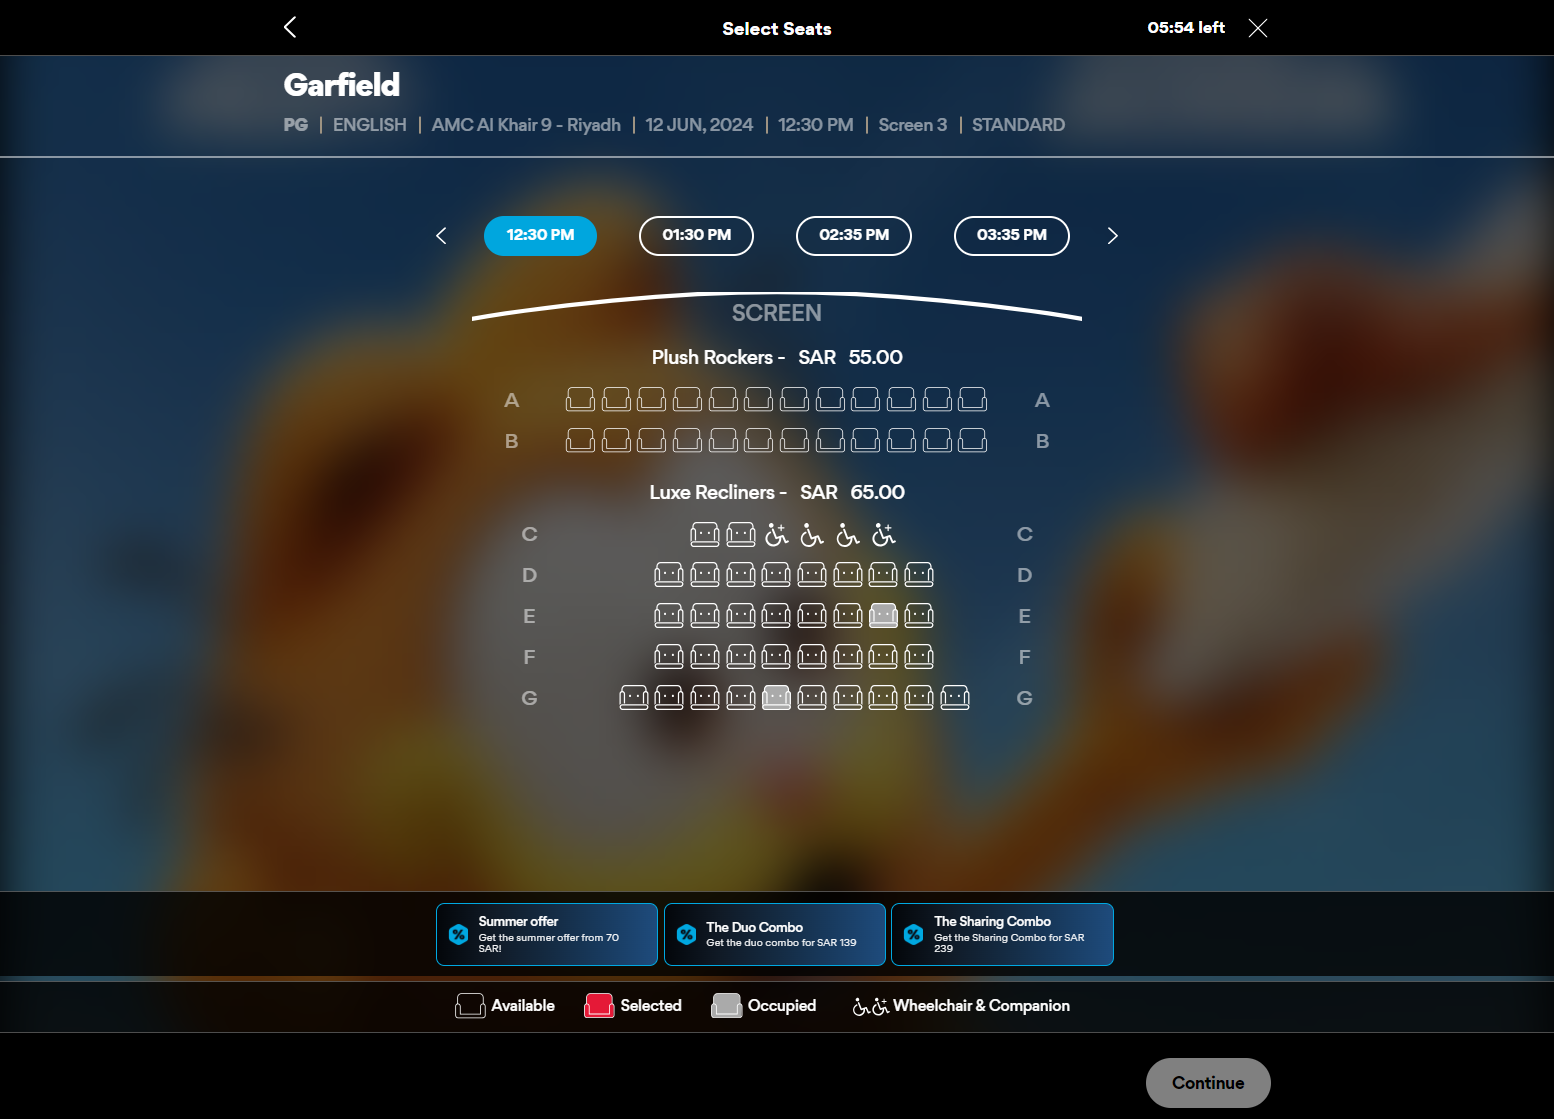 Select Seats
05:54 left
Garfield
PG | ENGLISH | AMC Al Khair 9 - Riyadh | 12 JUN, 2024 | 12:30 PM | Screen 3 | STANDARD
12:30 PM 01:30 PM 02:35 PM 03:35 PM
SCREEN
Plush Rockers - SAR 55.00
A A
B B
Luxe Recliners - SAR 65.00
C C
D D
E E
F F
G G
Summer offer
Get the summer offer from 70
SAR!
The Duo Combo
Get the duo combo for SAR 139
The Sharing Combo
Get the Sharing Combo for SAR
239
Available Selected Occupied Wheelchair & Companion
Continue